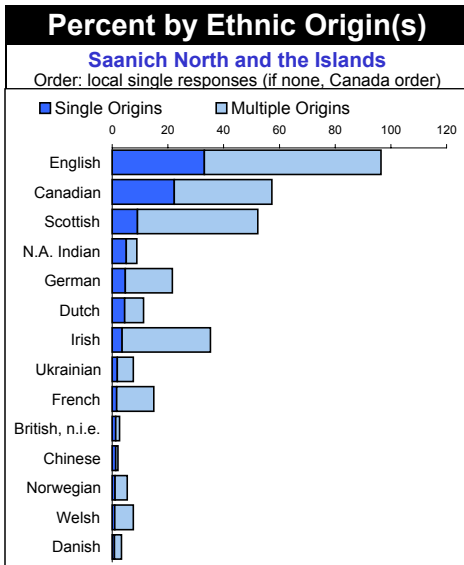 Percent by Ethnic Origin(s)
Saanich North and the Islands
Order: local single responses (if none, Canada order)
Single Origins Multiple Origins
0 20 40 60 80 100 120
English
Canadian
Scottish
N.A. Indian
German
Dutch
Irish
Ukrainian
French
British, n.i.e.
Chinese
Norwegian
Welsh
Danish